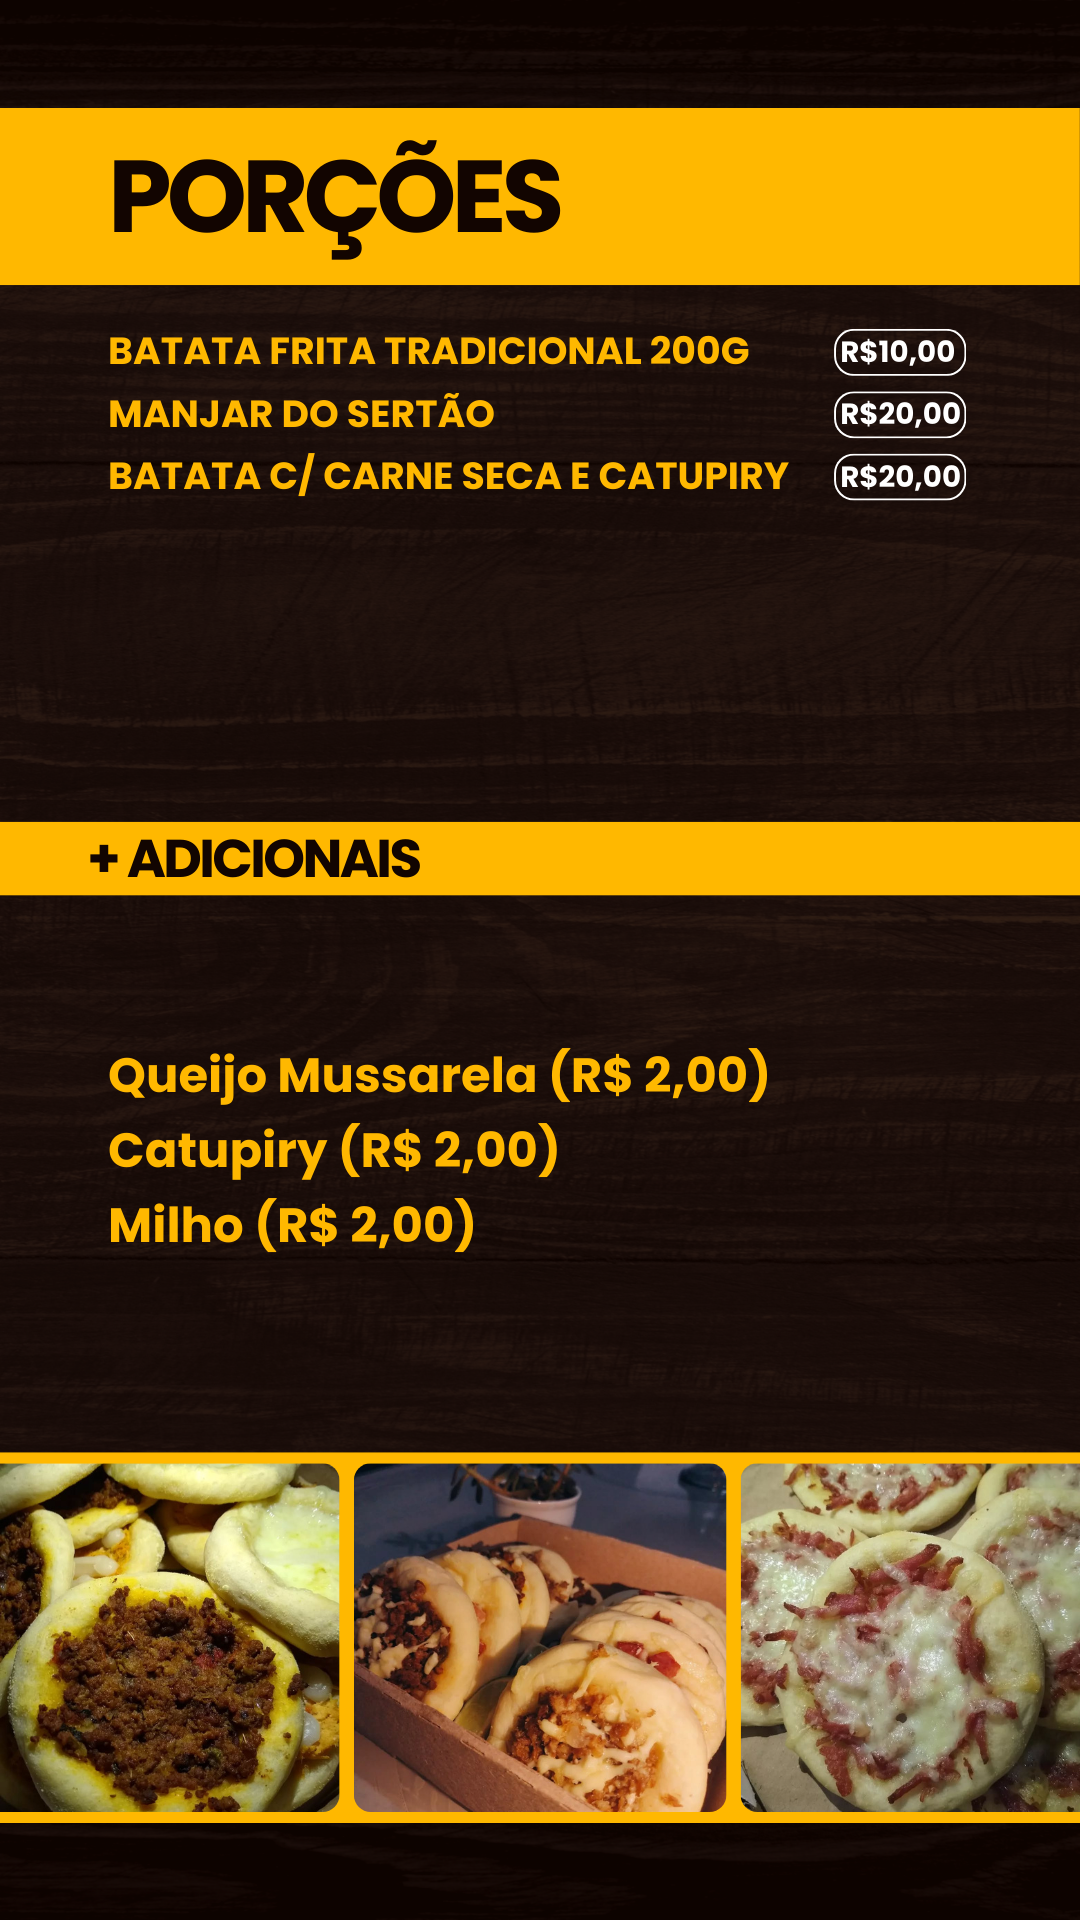 PORÇÕES
BATATA FRITA TRADICIONAL 200G R$10,00
MANJAR DO SERTÃO R$20,00
BATATA C/ CARNE SECA E CATUPIRY R$20,00
+ ADICIONAIS
Queijo Mussarela (R$ 2,00)
Catupiry (R$ 2,00)
Milho (R$ 2,00)